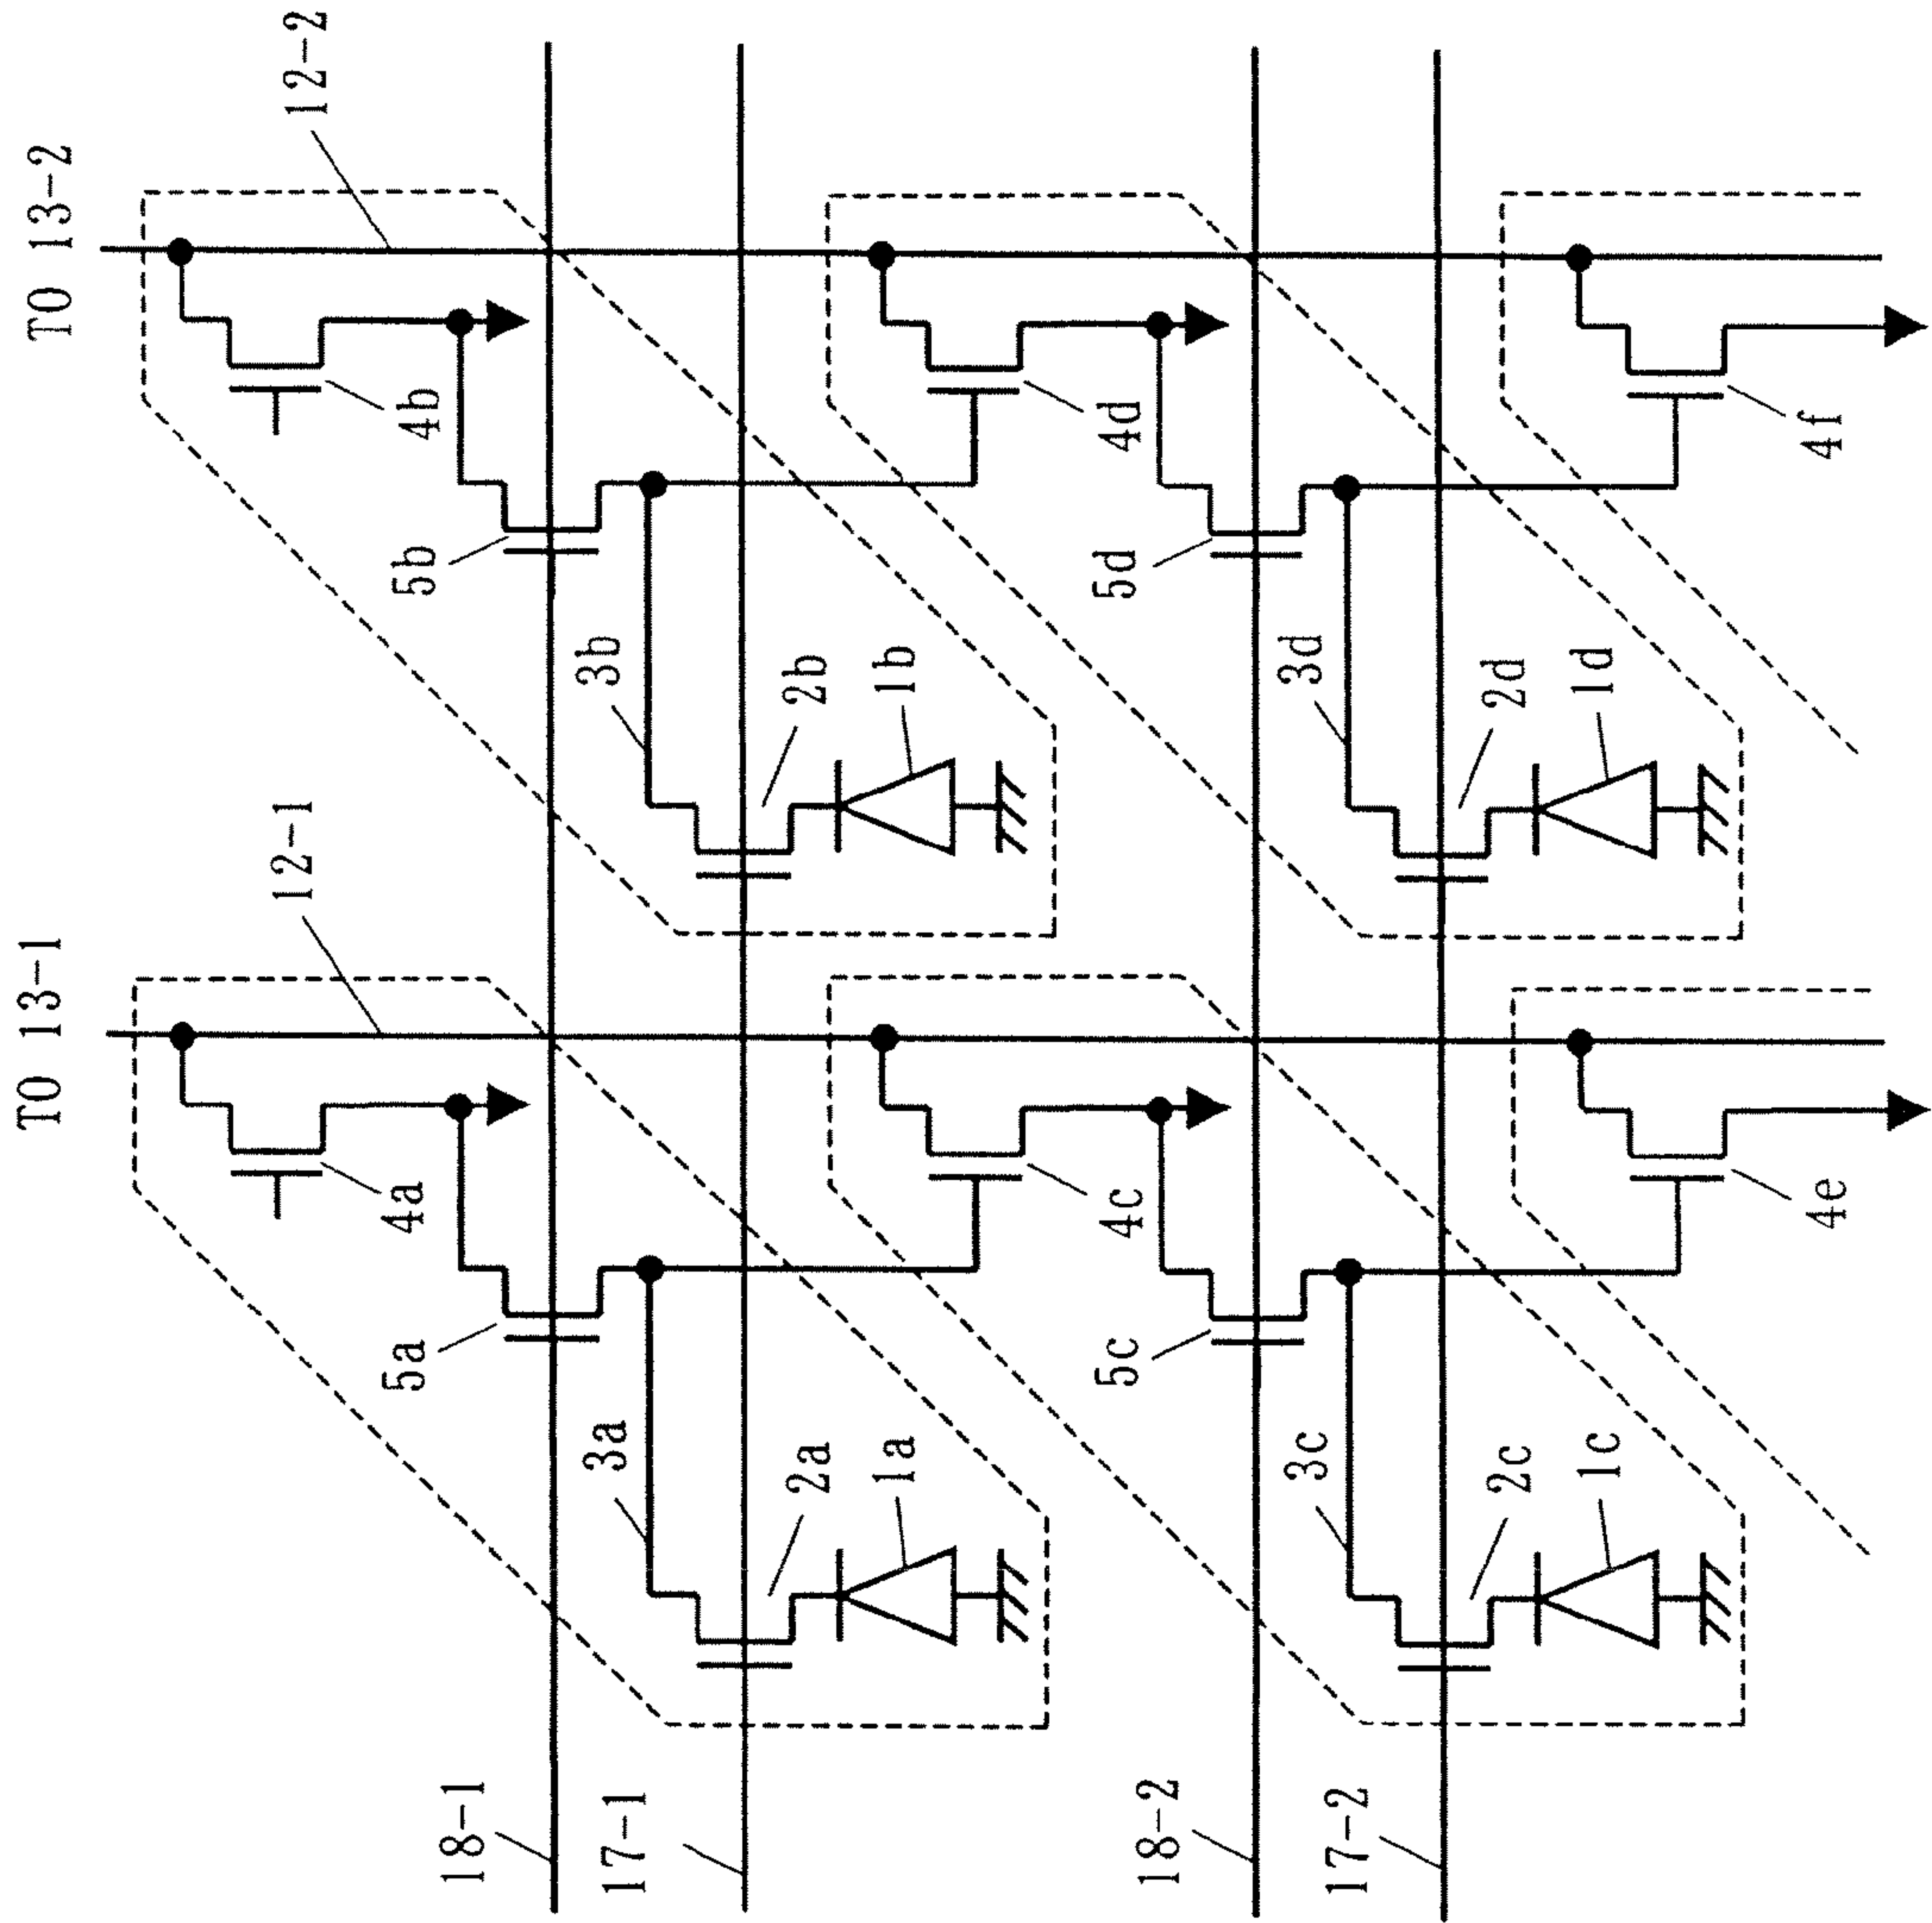 TO 13-1
TO 13-2
12-1
12-2
4a
4b
5a
5b
3a
3b
2a
2b
1a
1b
18-1
17-1
4c
4d
5c
5d
3c
3d
2c
2d
1c
1d
18-2
17-2
4e
4f